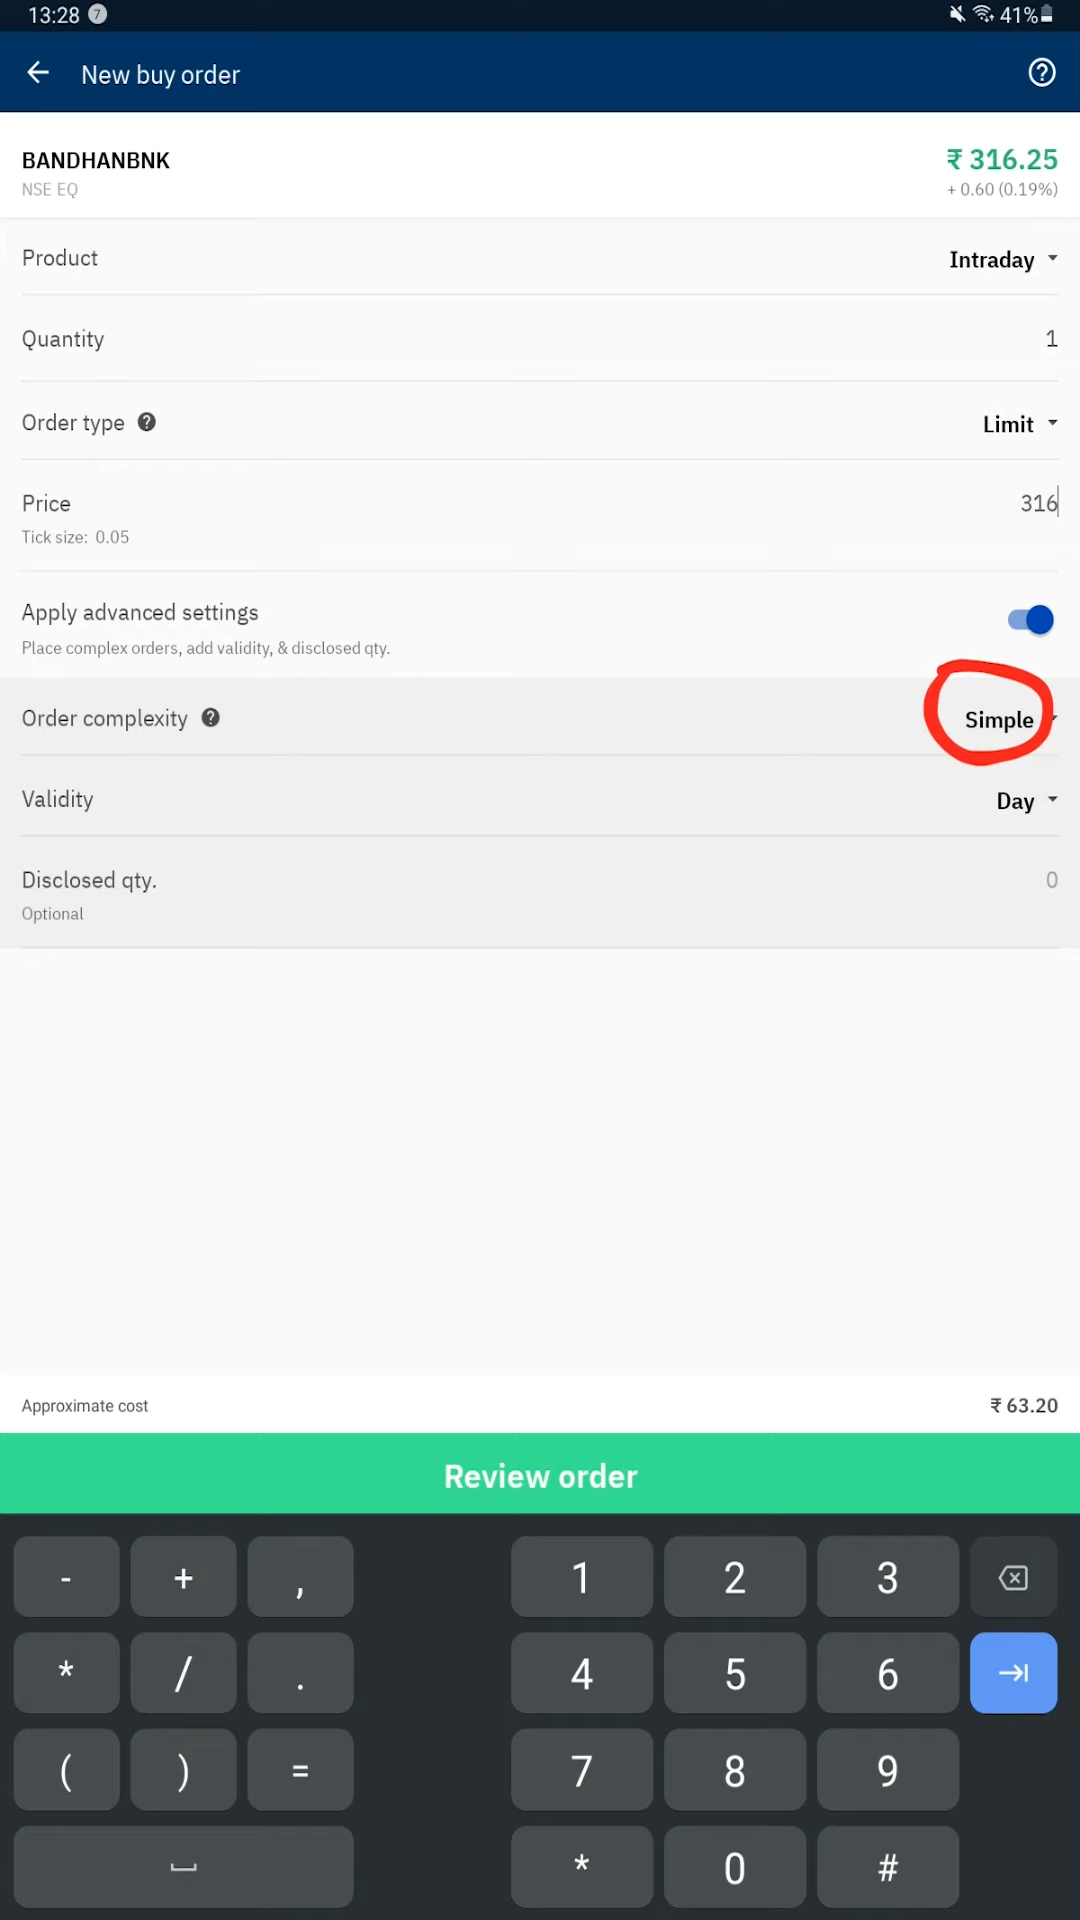 13:28 7 41%
New buy order
BANDHANBNK ₹ 316.25
NSE EQ + 0.60 (0.19%)
Product Intraday
Quantity 1
Order type ? Limit
Price 316
Tick size: 0.05
Apply advanced settings
Place complex orders, add validity, & disclosed qty.
Order complexity ? Simple
Validity Day
Disclosed qty. 0
Optional
Approximate cost ₹ 63.20
Review order
- + , 1 2 3
* / . 4 5 6
( ) = 7 8 9
* 0 #